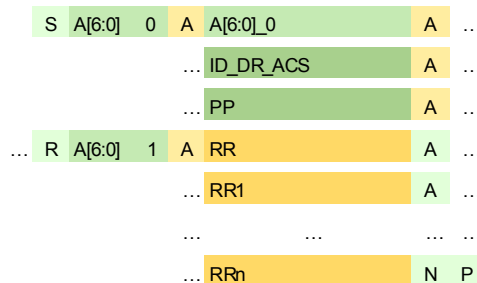 S A[6:0] 0 A A[6:0]_0 A ..
... ID_DR_ACS A ..
... PP A ..
... R A[6:0] 1 A RR A ..
... RR1 A ..
... ... ... ..
... RRn N P